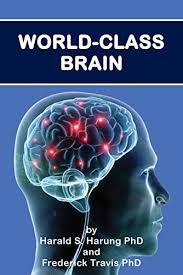 WORLD-CLASS
BRAIN
by
Harald S. Harung PhD
and
Frederick Travis PhD